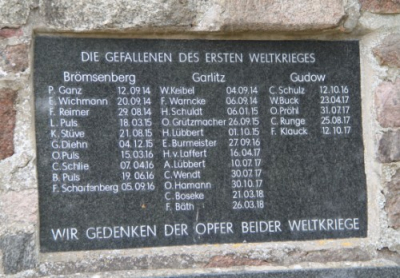 DIE GEFALLENEN DES ERSTEN WELTKRIEGES
Brömsenberg
P. Ganz 12.09.14
E. Wichmann 20.09.14
F. Reimer 29.08.14
L. Puls 18.03.15
K. Stüve 21.08.15
G. Diehn 04.12.15
O. Puls 15.03.16
C. Schlie 07.04.16
B. Puls 19.06.16
F. Scharfenberg 05.09.16
Garlitz
W. Keibel 04.09.14
F. Warncke 06.09.14
H. Schuldt 06.01.15
O. Grützmacher 26.09.15
H. Lübbert 01.10.15
E. Burmeister 27.09.16
H. v. Laffert 16.04.17
A. Lübbert 10.07.17
C. Wendt 30.07.17
O. Hamann 30.10.17
C. Boseke 21.03.18
F. Bäth 26.03.18
Gudow
C. Schulz 12.10.16
W. Buck 23.04.17
O. Pröhl 31.07.17
C. Runge 25.08.17
F. Klauck 12.10.17
WIR GEDENKEN DER OPFER BEIDER WELTKRIEGE